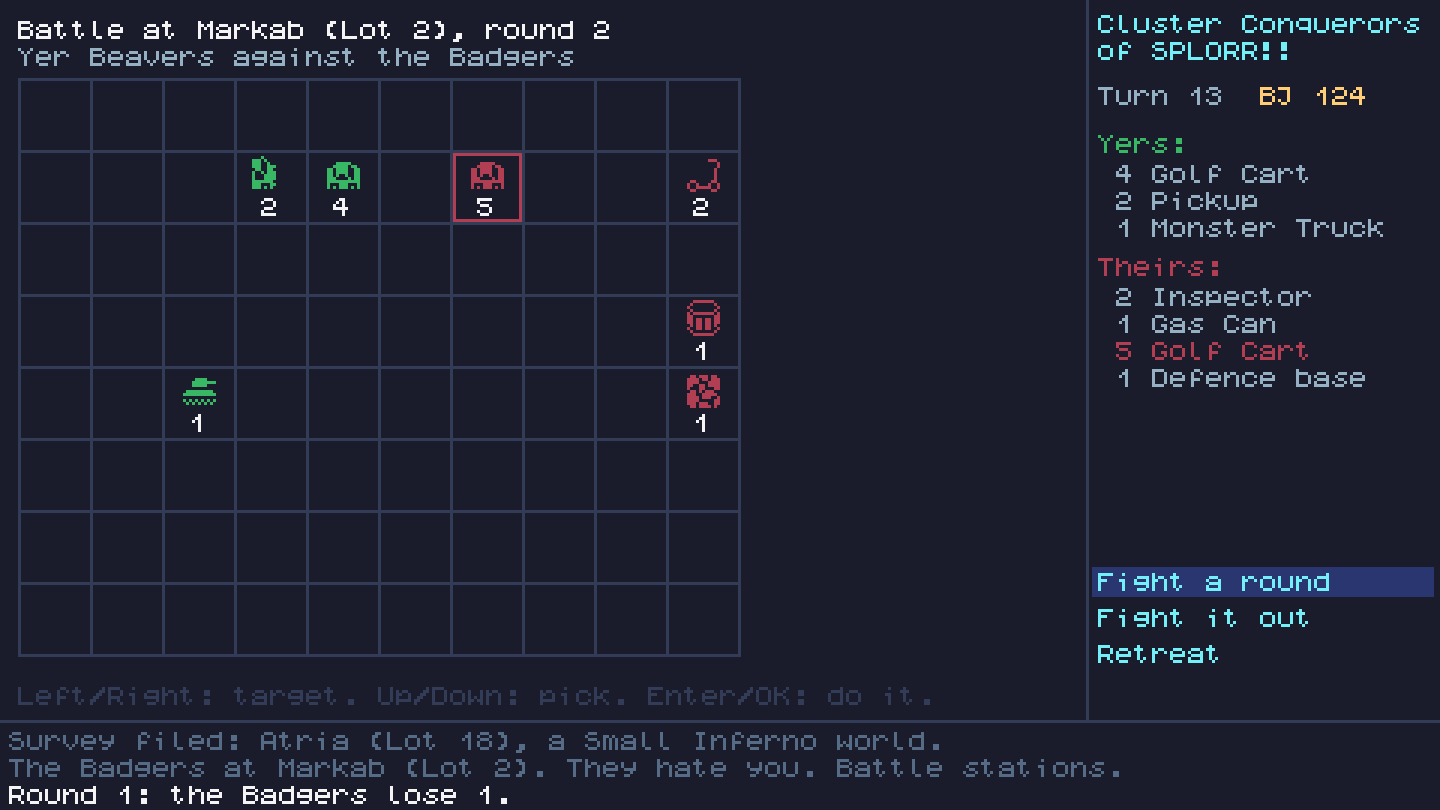 Battle at Markab (Lot 2), round 2
Yer Beavers against the Badgers
2 4 5 2
1
1 1
Left/Right: target. Up/Down: pick. Enter/OK: do it.
Cluster Conquerors
of SPLORR!!
Turn 13 BJ 124
Yers:
4 Golf Cart
2 Pickup
1 Monster Truck
Theirs:
2 Inspector
1 Gas Can
5 Golf Cart
1 Defence base
Fight a round
Fight it out
Retreat
Survey filed: Atria (Lot 18), a Small Inferno world.
The Badgers at Markab (Lot 2). They hate you. Battle stations.
Round 1: the Badgers lose 1.